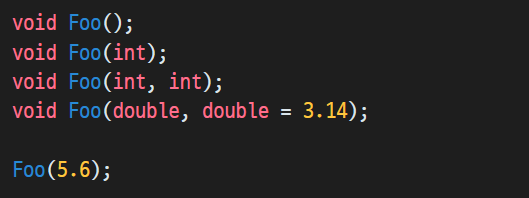 void Foo();
void Foo(int);
void Foo(int, int);
void Foo(double, double = 3.14);
Foo(5.6);